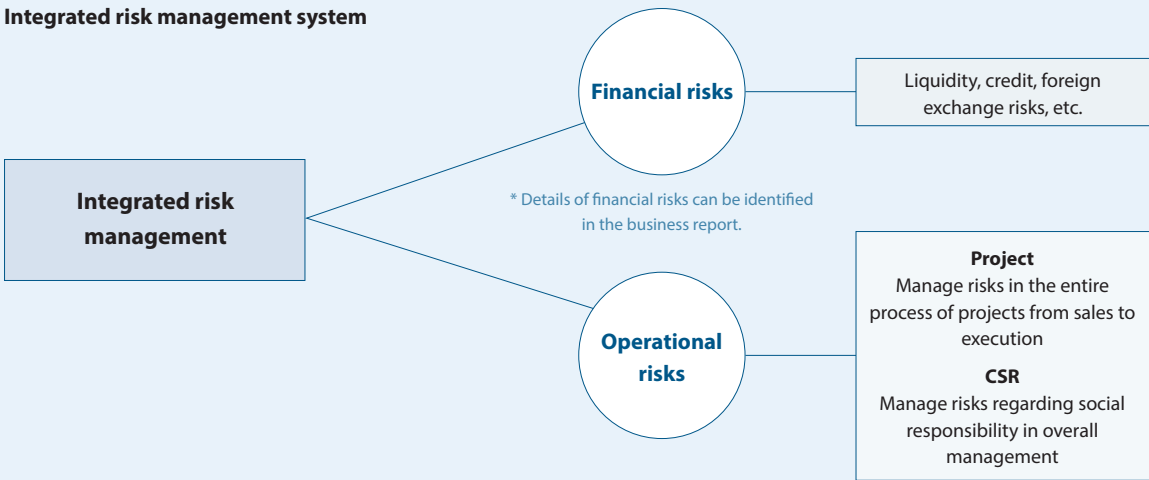 Integrated risk management system
Integrated risk
management
Financial risks
Liquidity, credit, foreign
exchange risks, etc.
* Details of financial risks can be identified
in the business report.
Operational
risks
Project
Manage risks in the entire
process of projects from sales to
execution
CSR
Manage risks regarding social
responsibility in overall
management